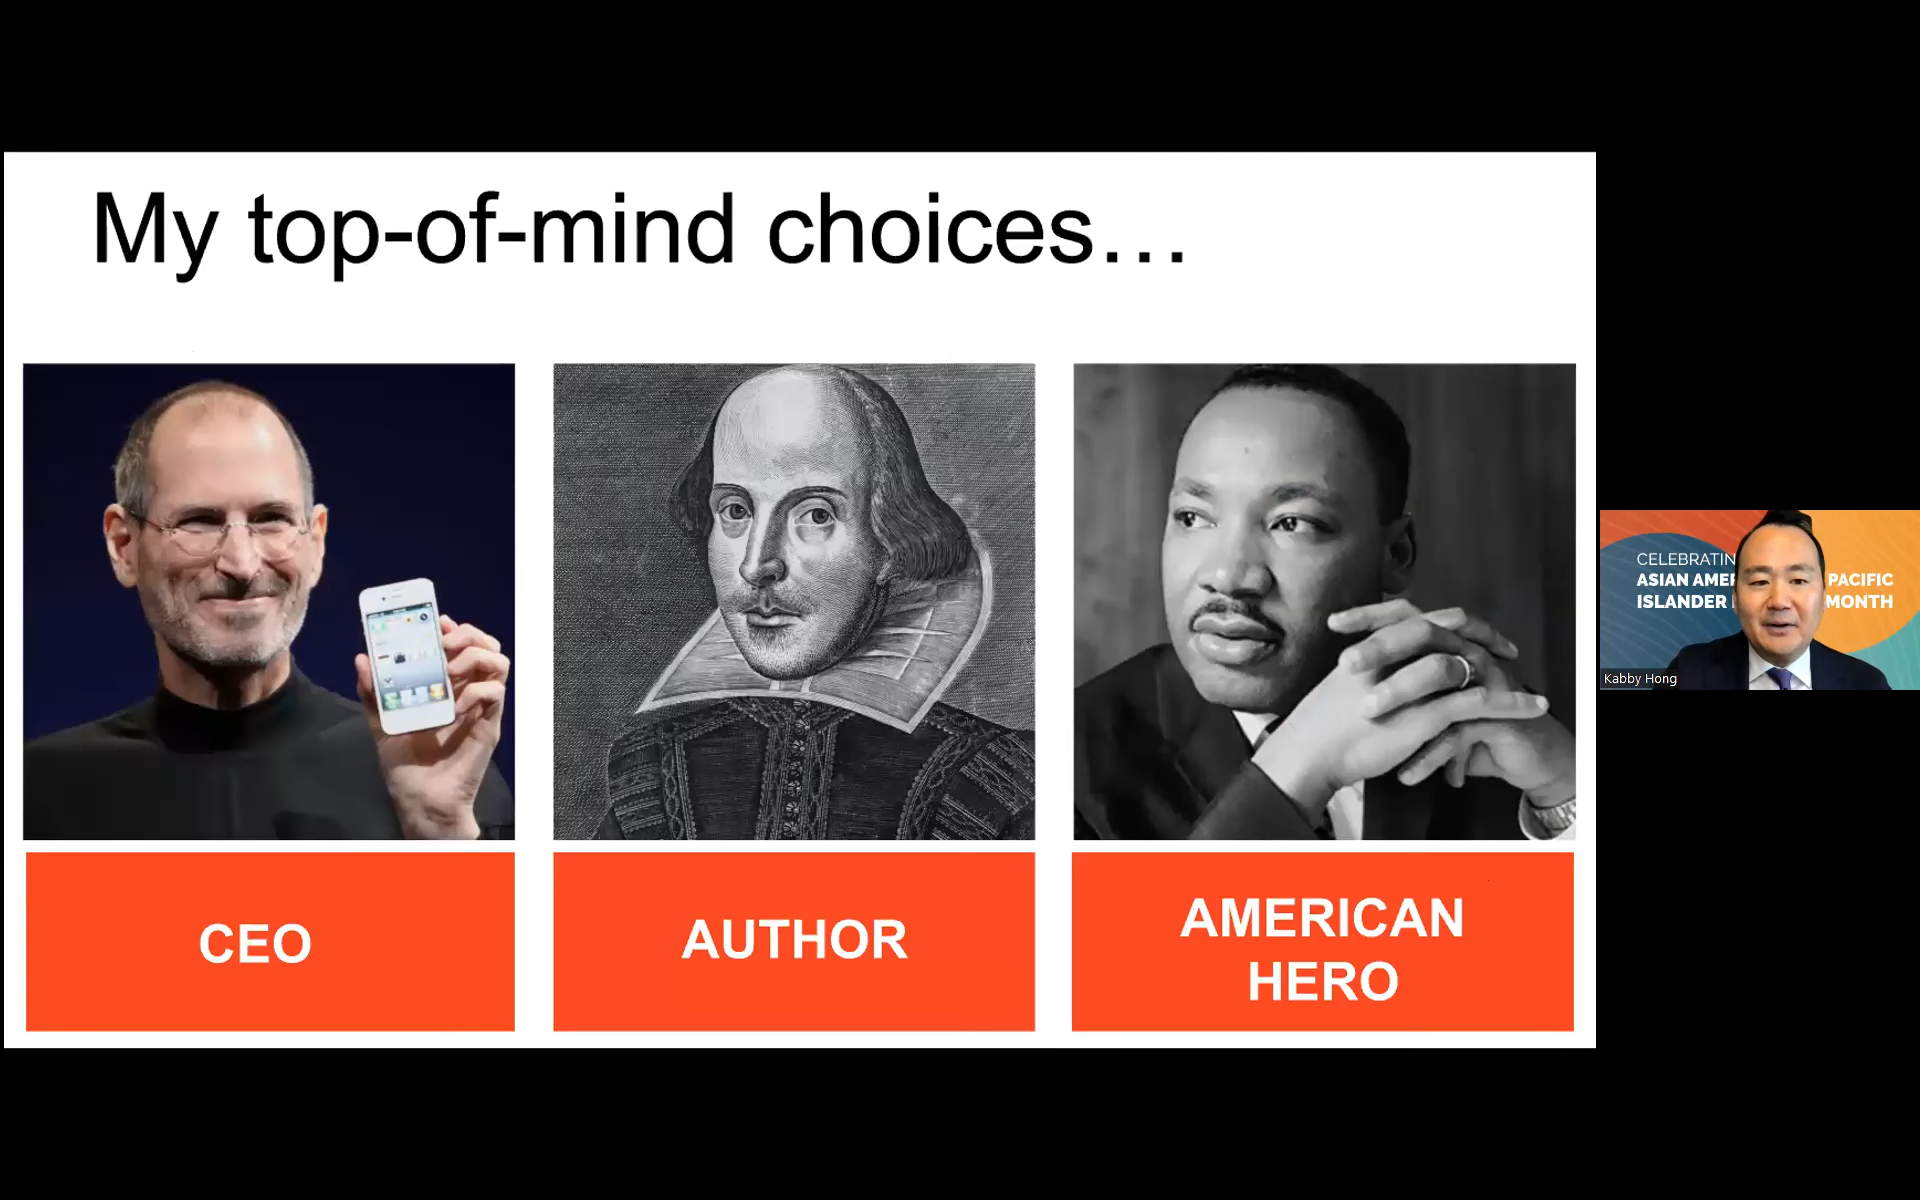 My top-of-mind choices…
CEO
AUTHOR
AMERICAN
HERO
CELEBRATIN
ASIAN AMER PACIFIC
ISLANDER MONTH
Kabby Hong